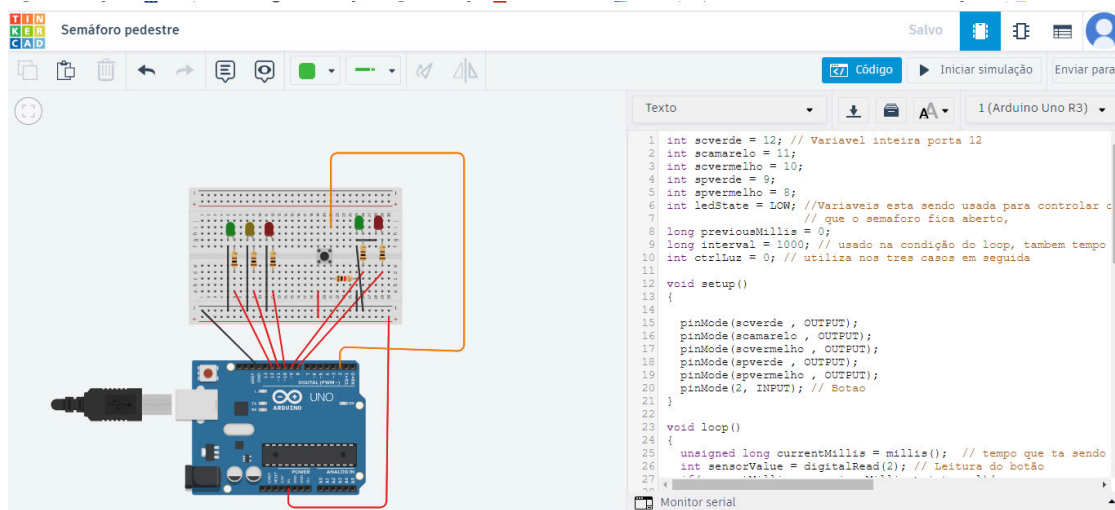 TIN
KER
CAD
Semáforo pedestre
Salvo
Código
Iniciar simulação
Enviar para
Texto
AA
1 (Arduino Uno R3)
1 int scverde = 12; // Variavel inteira porta 12
2 int scamarelo = 11;
3 int scvermelho = 10;
4 int spverde = 9;
5 int spvermelho = 8;
6 int ledState = LOW; //Variaveis esta sendo usada para controlar
7 // que o semaforo fica aberto,
8 long previousMillis = 0;
9 long interval = 1000; // usado na condição do loop, tambem tempo
10 int ctrlLuz = 0; // utiliza nos tres casos em seguida
11
12 void setup()
13 {
14
15 pinMode(scverde , OUTPUT);
16 pinMode(scamarelo , OUTPUT);
17 pinMode(scvermelho , OUTPUT);
18 pinMode(spverde , OUTPUT);
19 pinMode(spvermelho , OUTPUT);
20 pinMode(2, INPUT); // Botao
21 }
22
23 void loop()
24 {
25 unsigned long currentMillis = millis(); // tempo que ta sendo
26 int sensorValue = digitalRead(2); // Leitura do botão
27
Monitor serial
DIGITAL (PWM ~)
UNO
ARDUINO
POWER
ANALOG IN